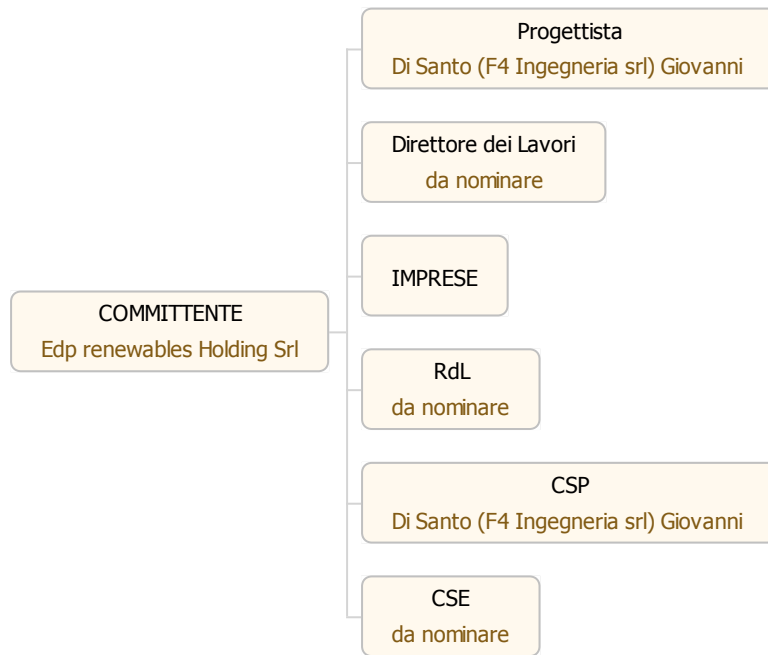 COMMITTENTE
Edp renewables Holding Srl
Progettista
Di Santo (F4 Ingegneria srl) Giovanni
Direttore dei Lavori
da nominare
IMPRESE
RdL
da nominare
CSP
Di Santo (F4 Ingegneria srl) Giovanni
CSE
da nominare